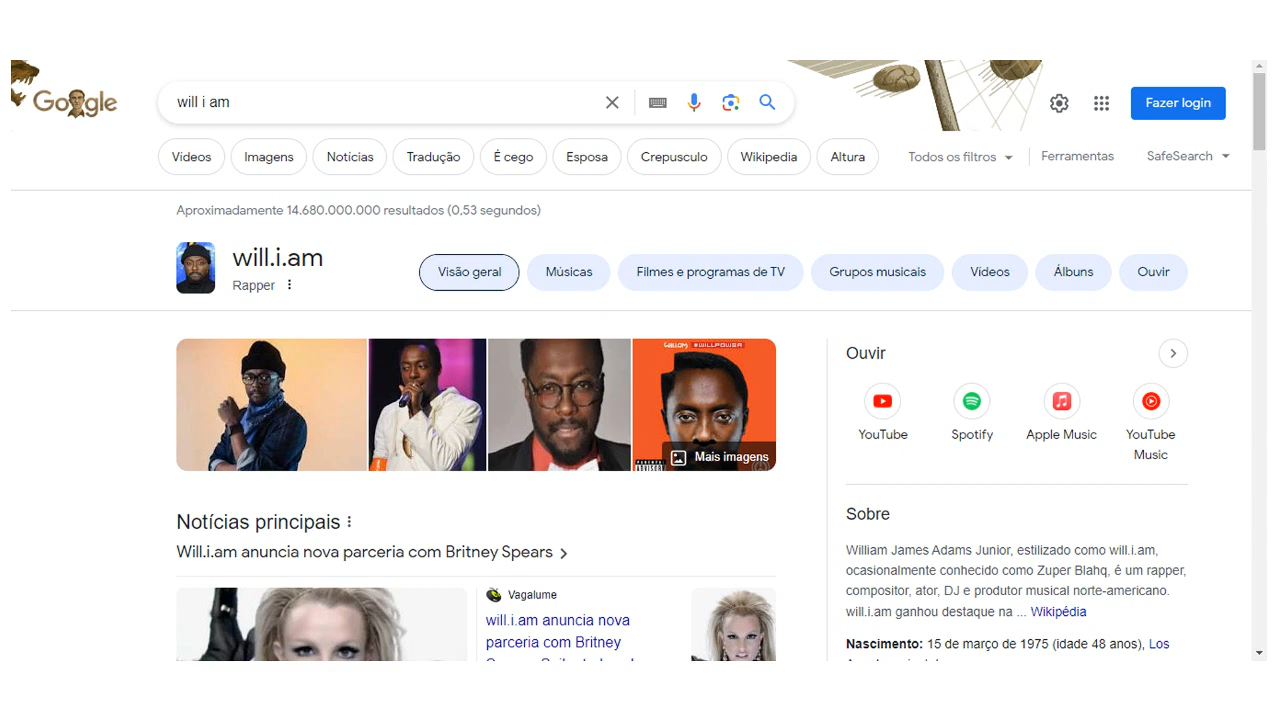 Google
will i am
Fazer login
Vídeos
Imagens
Notícias
Tradução
É cego
Esposa
Crepusculo
Wikipedia
Altura
Todos os filtros
Ferramentas
SafeSearch
Aproximadamente 14.680.000.000 resultados (0,53 segundos)
will.i.am
Rapper
Visão geral
Músicas
Filmes e programas de TV
Grupos musicais
Vídeos
Álbuns
Ouvir
will.i.am #WILLPOWER
Mais imagens
Ouvir
YouTube
Spotify
Apple Music
YouTube
Music
Notícias principais
Will.i.am anuncia nova parceria com Britney Spears
Vagalume
will.i.am anuncia nova
parceria com Britney
Sobre
William James Adams Junior, estilizado como will.i.am,
ocasionalmente conhecido como Zuper Blahq, é um rapper,
compositor, ator, DJ e produtor musical norte-americano.
will.i.am ganhou destaque na ... Wikipédia
Nascimento: 15 de março de 1975 (idade 48 anos), Los